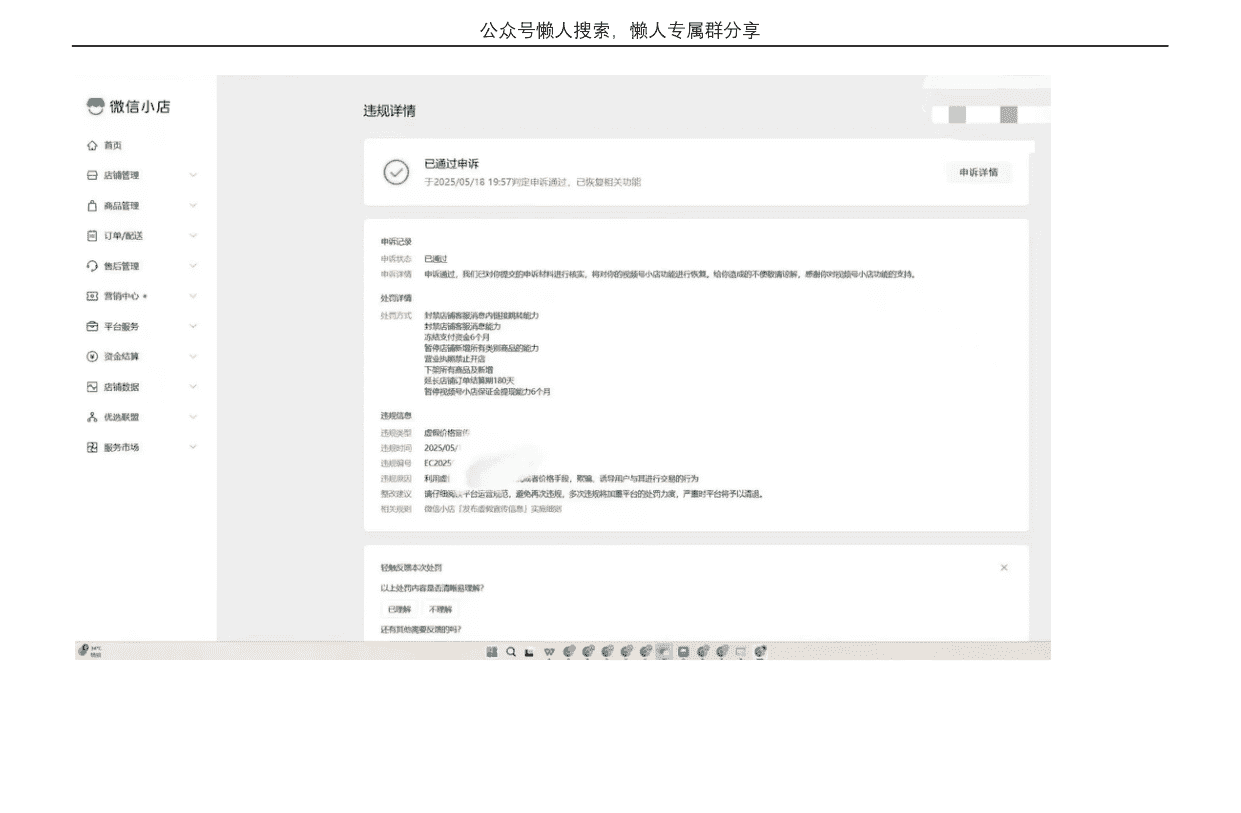 公众号懒人搜索，懒人专属群分享
微信小店
首页
店铺管理
商品管理
订单/配送
售后管理
营销中心
平台服务
资金结算
店铺数据
优选联盟
服务市场
违规详情
已通过申诉
于2025/05/18 19:57判定申诉通过，已恢复相关功能
申诉详情
申诉记录
申诉状态 已通过
申诉详情 申诉通过，我们已对你提交的申诉材料进行核实，将对你的视频号小店功能进行恢复。给你造成的不便敬请谅解，感谢你对视频号小店功能的支持。
处罚详情
处罚方式 封禁店铺客服消息内链接跳转能力
封禁店铺客服消息能力
冻结支付资金6个月
暂停店铺新增所有类别商品的能力
营业执照禁止开店
下架所有商品及新增
延长店铺订单结算期180天
暂停视频号小店保证金提现能力6个月
违规信息
违规类型 虚假价格宣传
违规时间 2025/05/
违规编号 EC2025
违规原因 利用虚 或者价格手段，欺骗、诱导用户与其进行交易的行为
整改建议 请仔细阅读平台运营规范，避免再次违规，多次违规将加重平台的处罚力度，严重时平台将予以清退。
相关规则 微信小店「发布虚假宣传信息」实施细则
轻触反馈本次处罚
以上处罚内容是否清晰易理解?
已理解 不理解
还有其他需要反馈的吗?